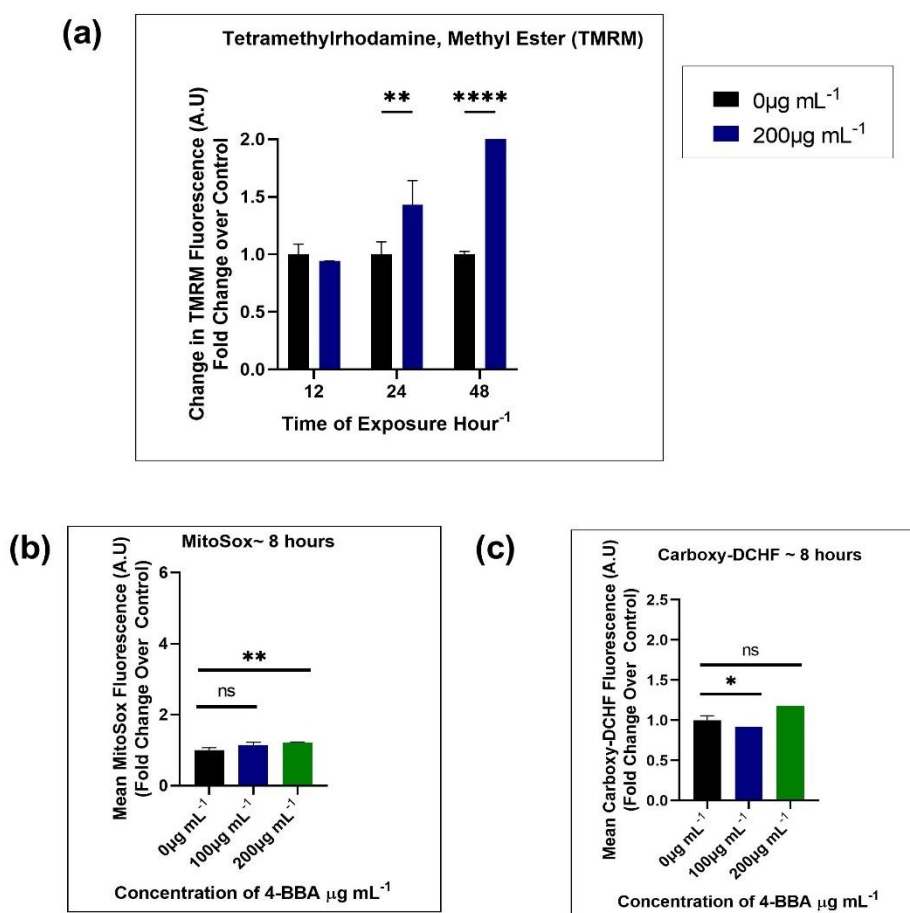 (a)
Tetramethylrhodamine, Methyl Ester (TMRM)
Change in TMRM Fluorescence (A.U)
Fold Change over Control
2.0
1.5
1.0
0.5
0.0
**
****
12
24
48
Time of Exposure Hour-1
0µg mL-1
200µg mL-1
(b)
MitoSox~ 8 hours
Mean MitoSox Fluorescence (A.U)
(Fold Change Over Control)
6
4
2
0
**
ns
0µg mL-1
100µg mL-1
200µg mL-1
Concentration of 4-BBA µg mL-1
(c)
Carboxy-DCHF ~ 8 hours
Mean Carboxy-DCHF Fluorescence (A.U)
(Fold Change Over Control)
2.5
2.0
1.5
1.0
0.5
0.0
ns
*
0µg mL-1
100µg mL-1
200µg mL-1
Concentration of 4-BBA µg mL-1